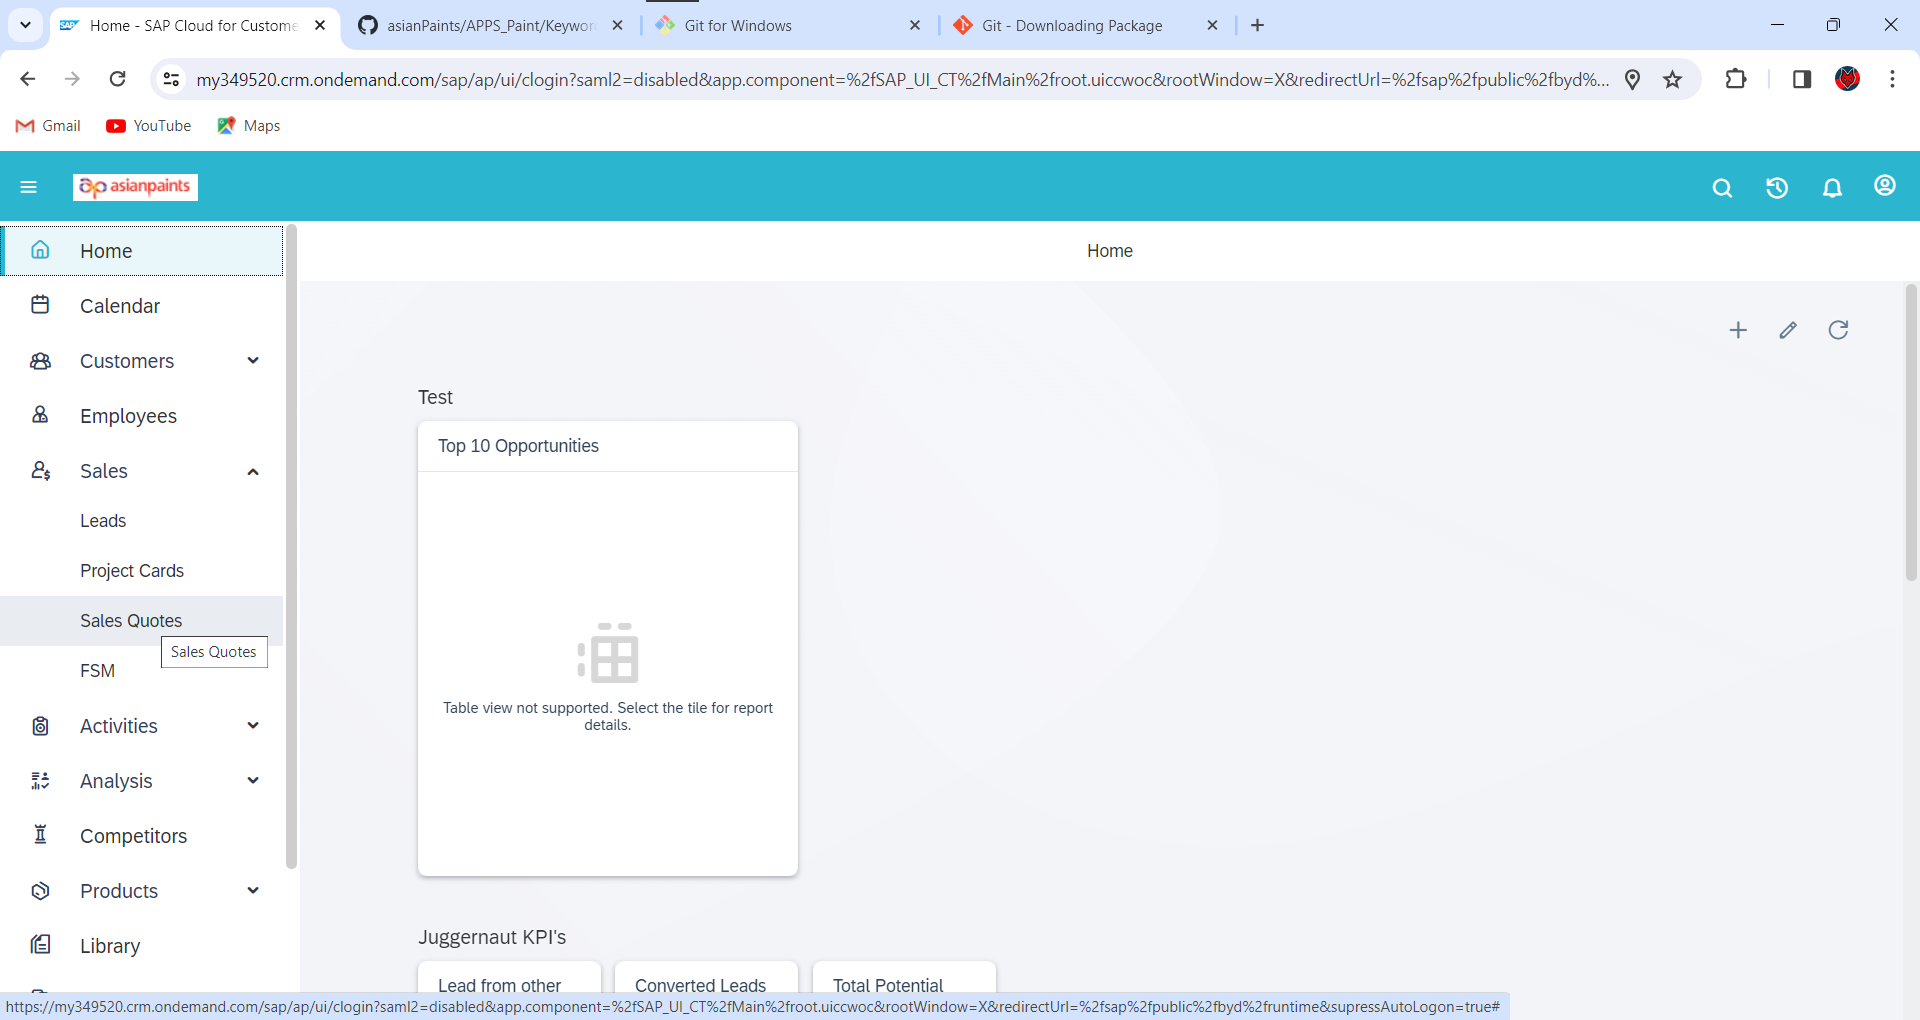 Home - SAP Cloud for Custome
asianPaints/APPS_Paint/Keywor
Git for Windows
Git - Downloading Package
my349520.crm.ondemand.com/sap/ap/ui/clogin?saml2=disabled&app.component=%2fSAP_UI_CT%2fMain%2froot.uiccwoc&rootWindow=X&redirectUrl=%2fsap%2fpublic%2fbyd%...
Gmail
YouTube
Maps
ap asianpaints
Home
Calendar
Customers
Employees
Sales
Leads
Project Cards
Sales Quotes
Sales Quotes
FSM
Activities
Analysis
Competitors
Products
Library
Home
Test
Top 10 Opportunities
Table view not supported. Select the tile for report
details.
Juggernaut KPI's
Lead from other
Converted Leads
Total Potential
https://my349520.crm.ondemand.com/sap/ap/ui/clogin?saml2=disabled&app.component=%2fSAP_UI_CT%2fMain%2froot.uiccwoc&rootWindow=X&redirectUrl=%2fsap%2fpublic%2fbyd%2fruntime&supressAutoLogon=true#